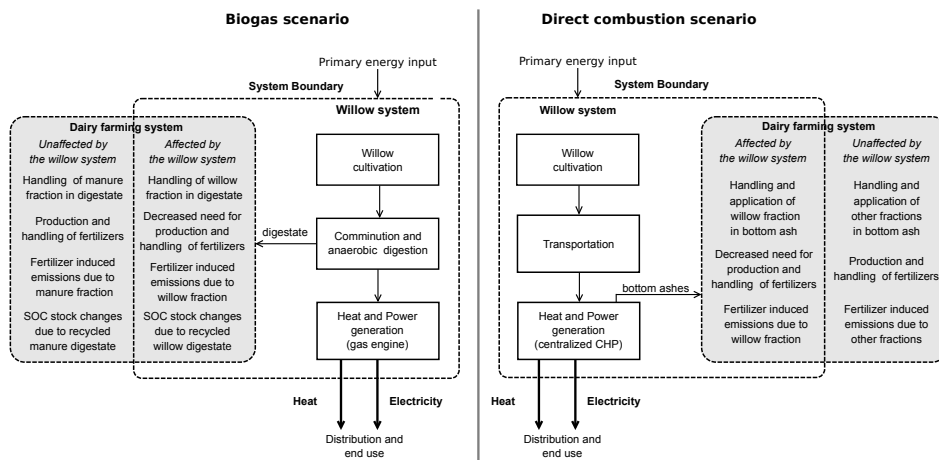 Biogas scenario
Primary energy input
System Boundary
Willow system
Dairy farming system
Unaffected by
the willow system
Handling of manure
fraction in digestate
Production and
handling of fertilizers
Fertilizer induced
emissions due to
manure fraction
SOC stock changes
due to recycled
manure digestate
Affected by
the willow system
Handling of willow
fraction in digestate
Decreased need for
production and
handling of fertilizers
Fertilizer induced
emissions due to
willow fraction
SOC stock changes
due to recycled
willow digestate
digestate
Willow
cultivation
Comminution and
anaerobic digestion
Heat and Power
generation
(gas engine)
Heat
Electricity
Distribution and
end use
Direct combustion scenario
Primary energy input
System Boundary
Willow system
Willow
cultivation
Transportation
Heat and Power
generation
(centralized CHP)
bottom ashes
Heat
Electricity
Distribution and
end use
Dairy farming system
Affected by
the willow system
Handling and
application of
willow fraction
in bottom ash
Decreased need for
production and
handling of fertilizers
Fertilizer induced
emissions due to
willow fraction
Unaffected by
the willow system
Handling and
application of
other fractions
in bottom ash
Production and
handling of fertilizers
Fertilizer induced
emissions due to
other fractions